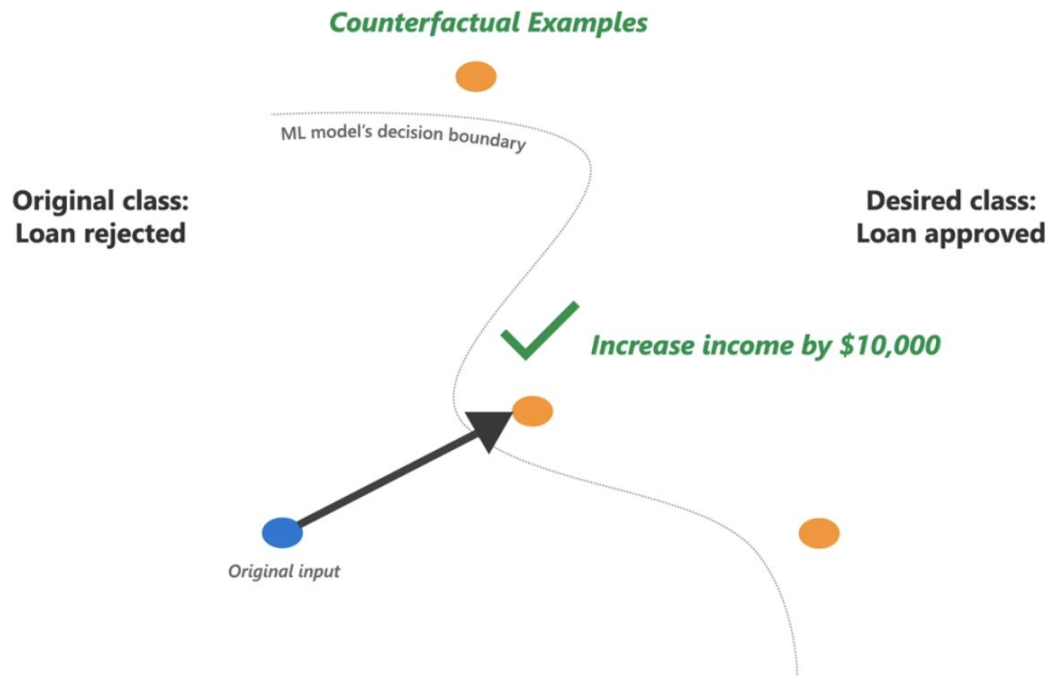 Counterfactual Examples
ML model's decision boundary
Original class:
Loan rejected
Desired class:
Loan approved
Increase income by $10,000
Original input